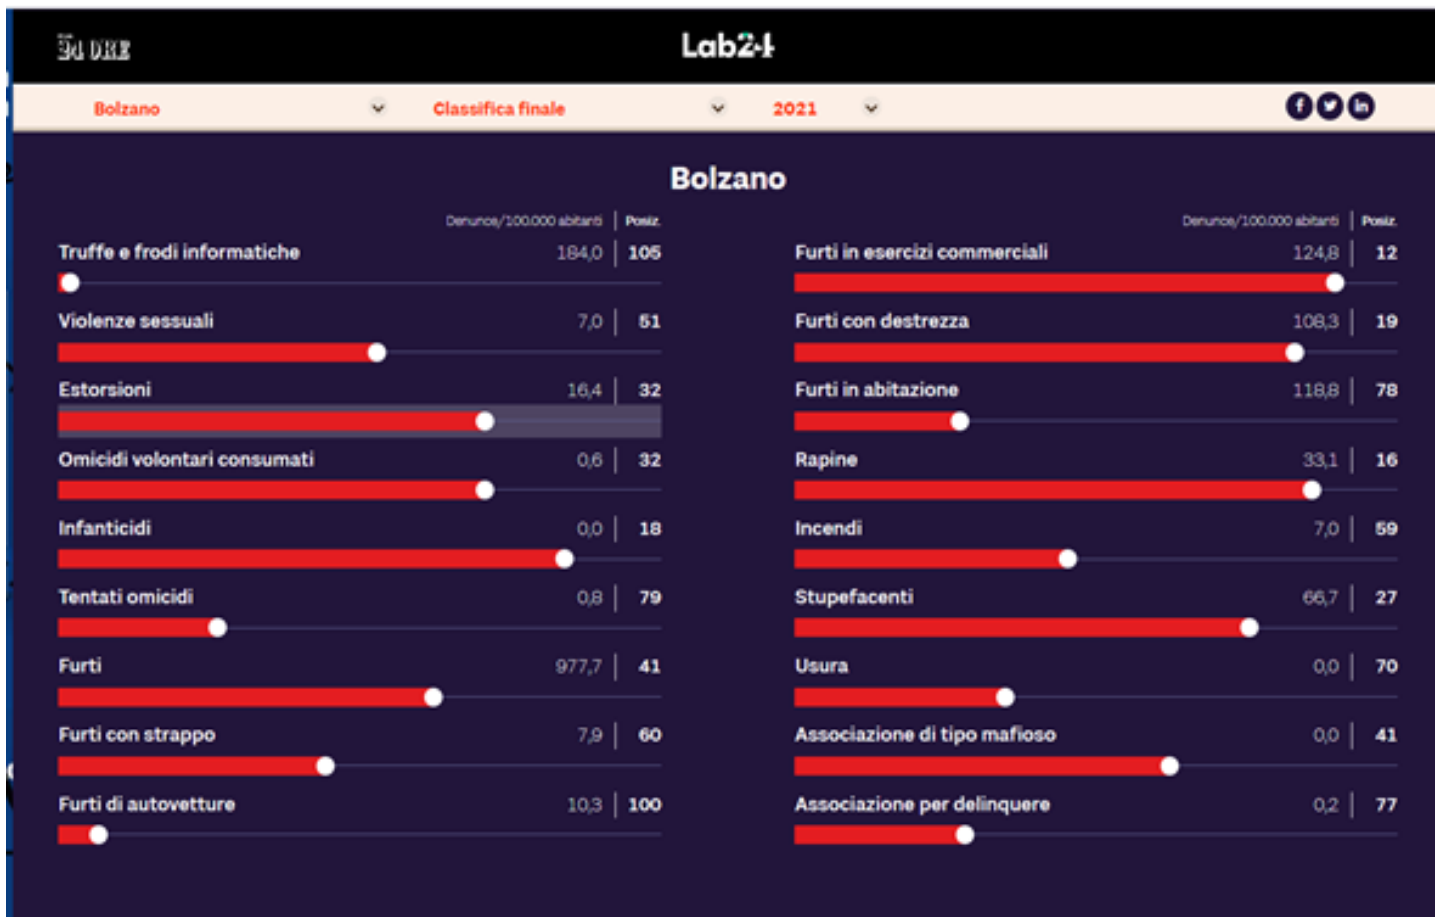 24 ORE
Lab24
Bolzano
Classifica finale
2021
Bolzano
Denunce/100.000 abitanti | Posiz.
Truffe e frodi informatiche 184,0 | 105
Violenze sessuali 7,0 | 51
Estorsioni 16,4 | 32
Omicidi volontari consumati 0,6 | 32
Infanticidi 0,0 | 18
Tentati omicidi 0,8 | 79
Furti 977,7 | 41
Furti con strappo 7,9 | 60
Furti di autovetture 10,3 | 100
Denunce/100.000 abitanti | Posiz.
Furti in esercizi commerciali 124,8 | 12
Furti con destrezza 108,3 | 19
Furti in abitazione 118,8 | 78
Rapine 33,1 | 16
Incendi 7,0 | 59
Stupefacenti 66,7 | 27
Usura 0,0 | 70
Associazione di tipo mafioso 0,0 | 41
Associazione per delinquere 0,2 | 77